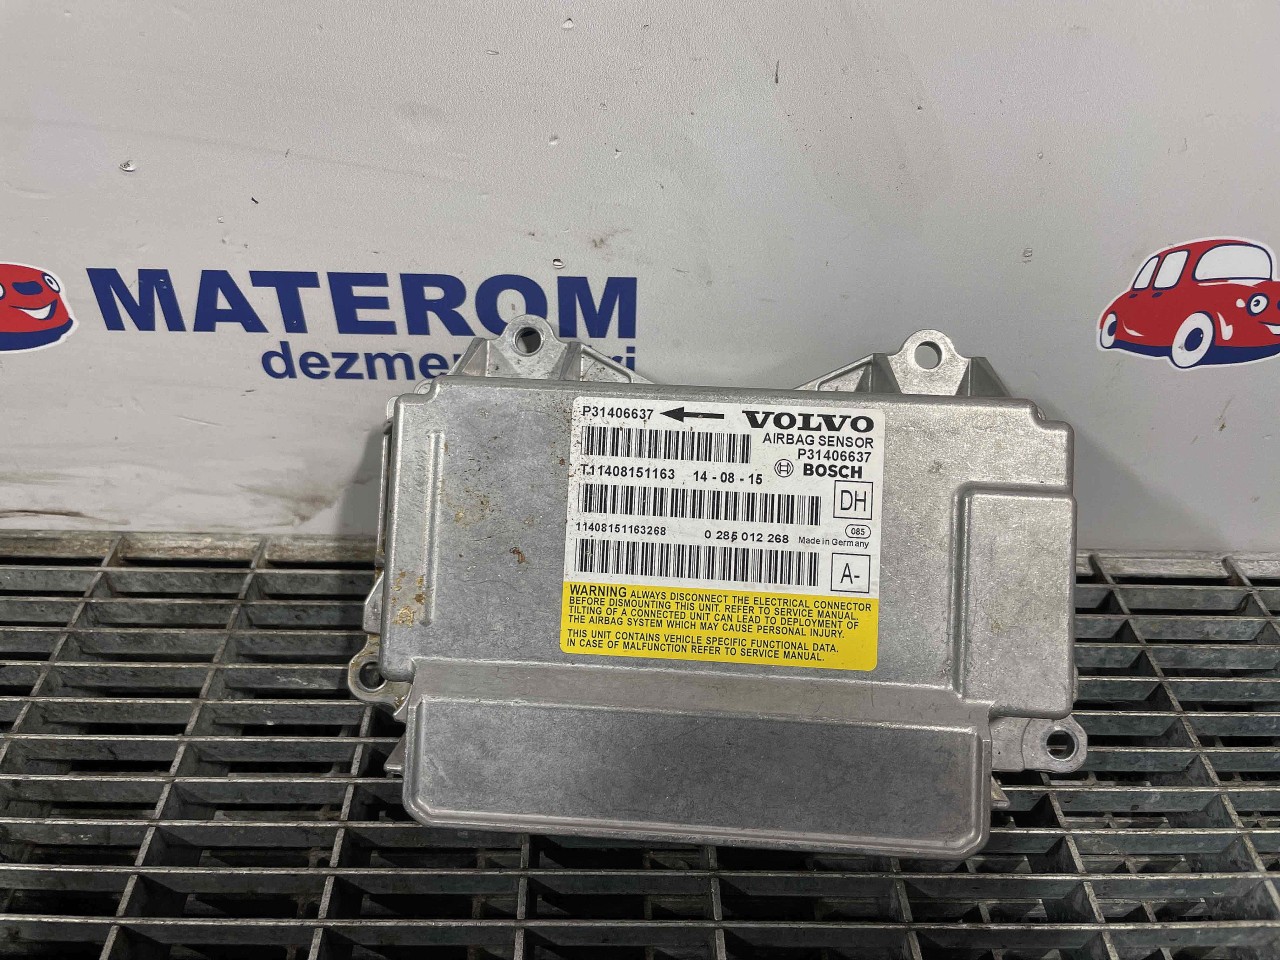 MATEROM
P31406637
VOLVO
AIRBAG SENSOR
P31406637
BOSCH
T11408151163 14-08-15
DH
11408151163268 0 285 012 268
085
Made in Germany
A-
WARNING ALWAYS DISCONNECT THE ELECTRICAL CONNECTOR
BEFORE DISMOUNTING THIS UNIT. REFER TO SERVICE MANUAL.
TILTING OF A CONNECTED UNIT CAN LEAD TO DEPLOYMENT OF
THE AIRBAG SYSTEM WHICH MAY CAUSE PERSONAL INJURY.
THIS UNIT CONTAINS VEHICLE SPECIFIC FUNCTIONAL DATA.
IN CASE OF MALFUNCTION REFER TO SERVICE MANUAL.